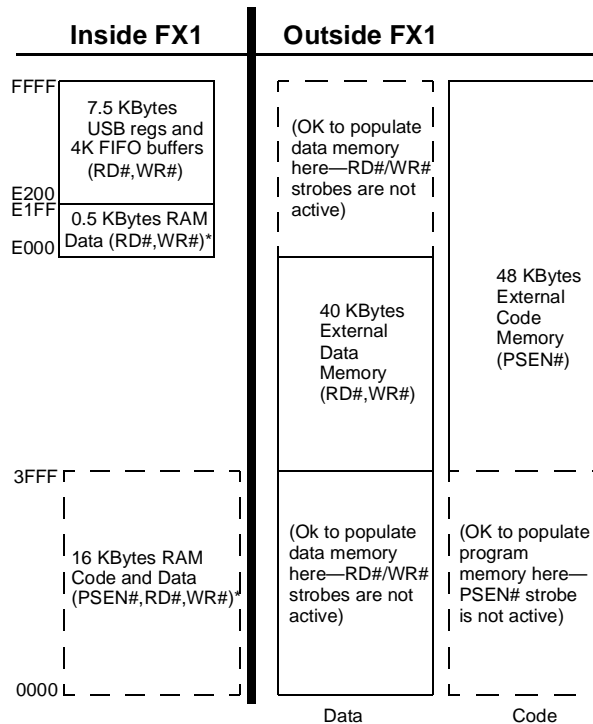 Inside FX1
Outside FX1
FFFF
7.5 KBytes
USB regs and
4K FIFO buffers
(RD#,WR#)
E200
E1FF
0.5 KBytes RAM
Data (RD#,WR#)*
E000
(OK to populate
data memory
here—RD#/WR#
strobes are not
active)
40 KBytes
External
Data
Memory
(RD#,WR#)
48 KBytes
External
Code
Memory
(PSEN#)
3FFF
16 KBytes RAM
Code and Data
(PSEN#,RD#,WR#)*
(Ok to populate
data memory
here—RD#/WR#
strobes are not
active)
(OK to populate
program
memory here—
PSEN# strobe
is not active)
0000
Data
Code